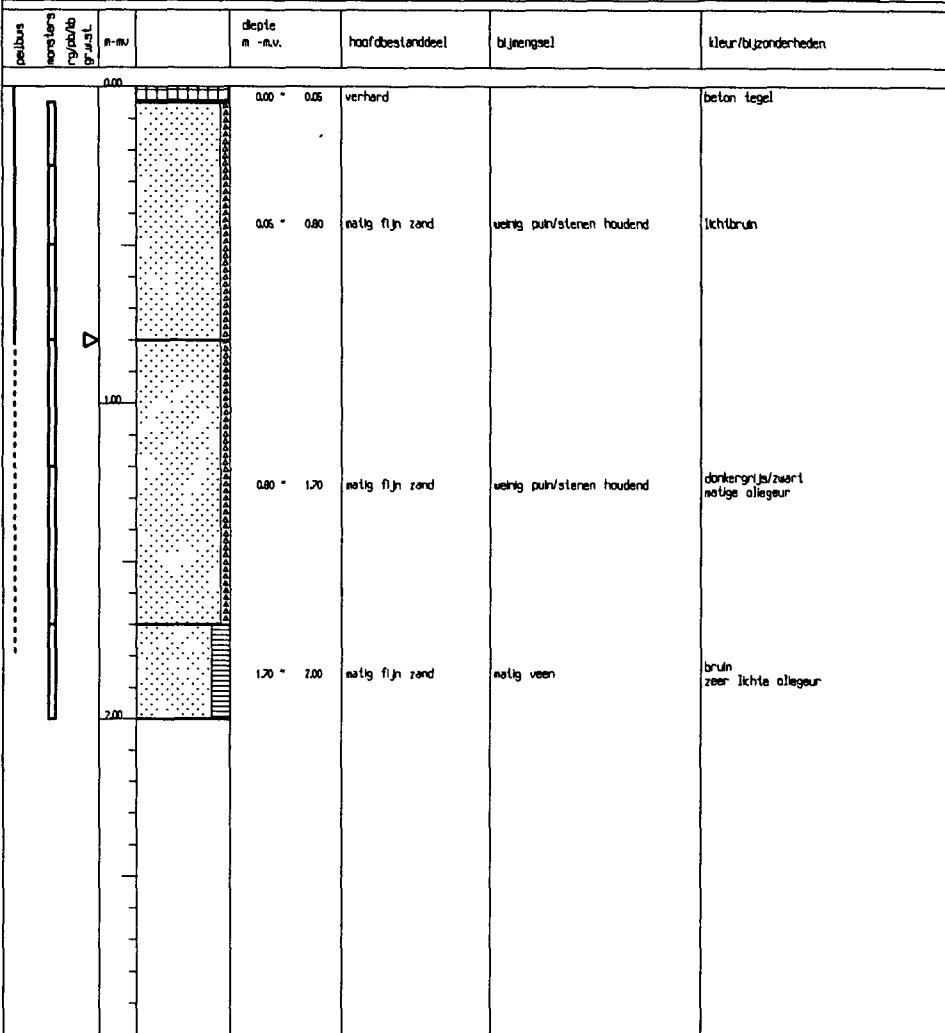 peilbuis
monsters
rg/pb/kb
gr.w.st.
m-mv
diepte
m -m.v.
hoofdbestanddeel
bijmengsel
kleur/bijzonderheden
0.00
0.00 - 0.05 verhard beton tegel
0.05 - 0.80 matig fijn zand weinig puin/stenen houdend lichtbruin
1.00
0.80 - 1.70 matig fijn zand weinig puin/stenen houdend donkergrijs/zwart
matige oliegeur
1.70 - 2.00 matig fijn zand matig veen bruin
zeer lichte oliegeur
2.00